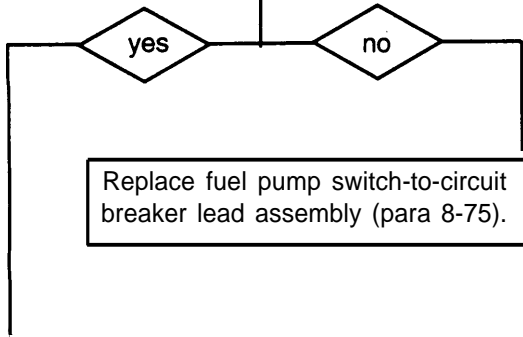 yes
no
Replace fuel pump switch-to-circuit
breaker lead assembly (para 8-75).